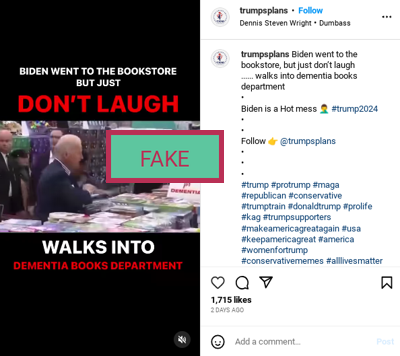 trumpsplans • Follow
Dennis Steven Wright • Dumbass
BIDEN WENT TO THE BOOKSTORE
BUT JUST
DON'T LAUGH
FAKE
DEMENTIA
WALKS INTO
DEMENTIA BOOKS DEPARTMENT
trumpsplans Biden went to the
bookstore, but just don't laugh
...... walks into dementia books
department
•
Biden is a Hot mess 🤦‍♂️ #trump2024
•
•
Follow 👉 @trumpsplans
•
•
•
•
#trump #protrump #maga
#republican #conservative
#trumptrain #donaldtrump #prolife
#kag #trumpsupporters
#makeamericagreatagain #usa
#keepamericagreat #america
#womenfortrump
#conservativememes #alllivesmatter
1,715 likes
2 DAYS AGO
Add a comment...
Post